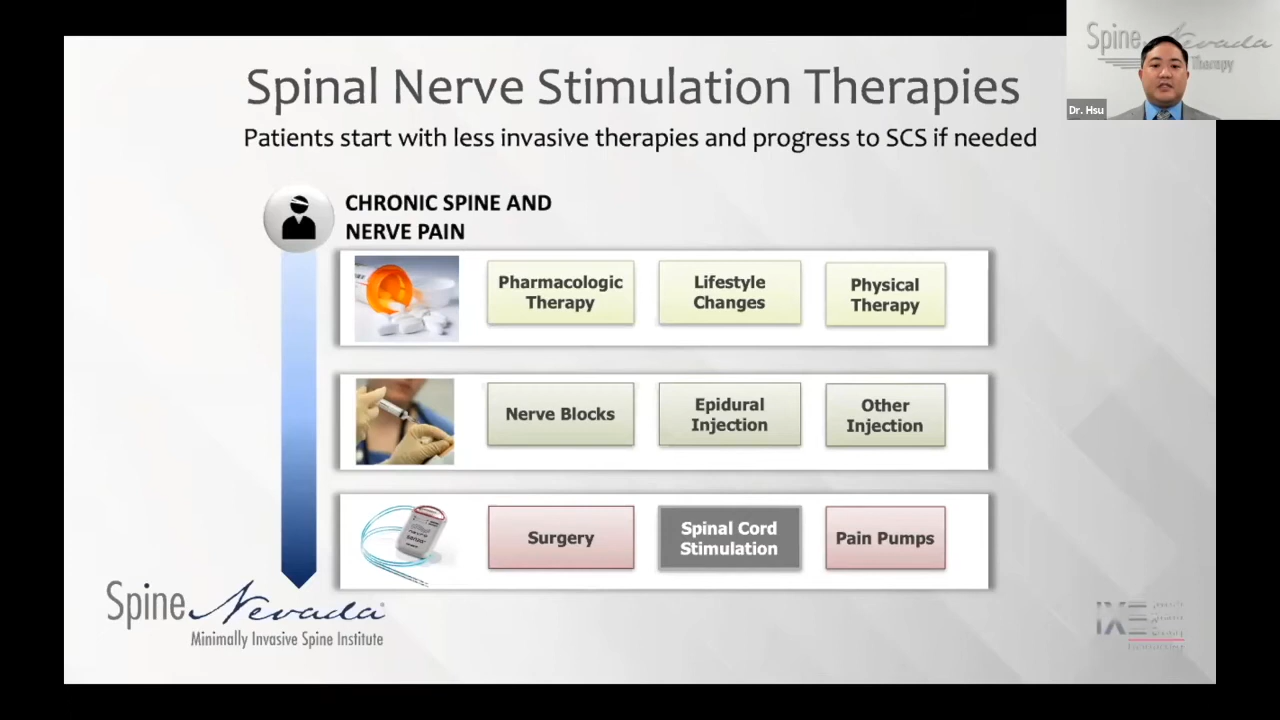 Spinal Nerve Stimulation Therapies
Patients start with less invasive therapies and progress to SCS if needed
CHRONIC SPINE AND
NERVE PAIN
Pharmacologic
Therapy
Lifestyle
Changes
Physical
Therapy
Nerve Blocks
Epidural
Injection
Other
Injection
Surgery
Spinal Cord
Stimulation
Pain Pumps
Spine Nevada
Minimally Invasive Spine Institute
Spine Nevada
Therapy
Dr. Hsu